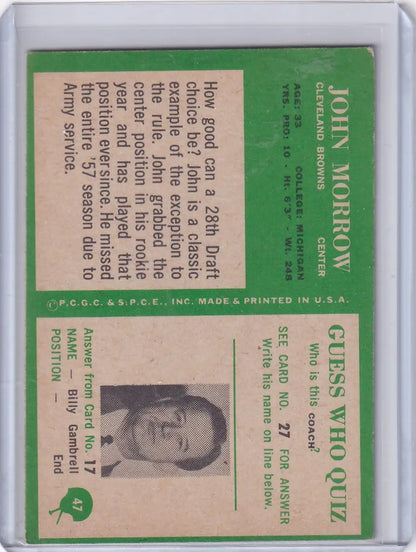 JOHN MORROW
CLEVELAND BROWNS CENTER
AGE: 33 COLLEGE: MICHIGAN
YRS. PRO: 10 - Ht. 6'3" - Wt. 248
How good can a 28th Draft
choice be? John is a classic
example of the exception to
the rule. John grabbed the
center position in his rookie
year and has played that
position ever since. He missed
the entire '57 season due to
Army service.
©P.C.G.C. & S.P.C.E., INC. MADE & PRINTED IN U.S.A.
GUESS WHO QUIZ
Who is this COACH?
SEE CARD NO. 27 FOR ANSWER
Write his name on line below.
Answer from Card No. 17
NAME — Billy Gambrell
POSITION — End
47